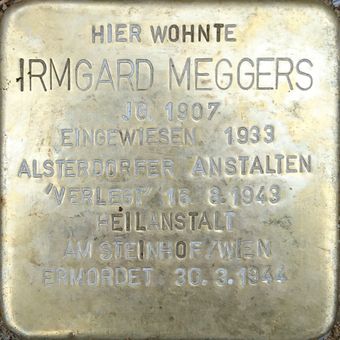 HIER WOHNTE
IRMGARD MEGGERS
JG. 1907
EINGEWIESEN 1933
ALSTERDORFER ANSTALTEN
'VERLEGT' 16. 8. 1943
HEILANSTALT
AM STEINHOF / WIEN
ERMORDET 30. 3. 1944